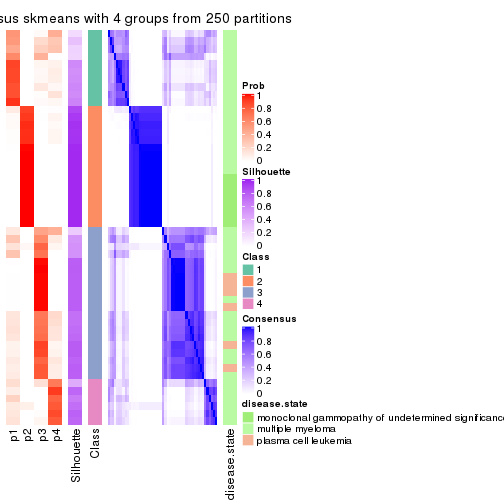 sus skmeans with 4 groups from 250 partitions
Prob
1
0.8
0.6
0.4
0.2
0
Silhouette
1
0.8
0.6
0.4
0.2
0
Class
1
2
3
4
Consensus
1
0.8
0.6
0.4
0.2
0
disease.state
monoclonal gammopathy of undetermined significance
multiple myeloma
plasma cell leukemia
p1
p2
p3
p4
Silhouette
Class
disease.state